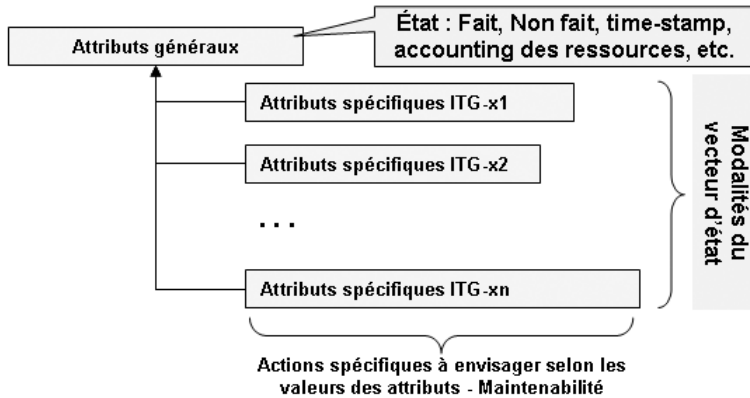 État : Fait, Non fait, time-stamp,
accounting des ressources, etc.
Attributs généraux
Attributs spécifiques ITG-x1
Attributs spécifiques ITG-x2
...
Attributs spécifiques ITG-xn
Modalités du
vecteur d'état
Actions spécifiques à envisager selon les
valeurs des attributs - Maintenabilité